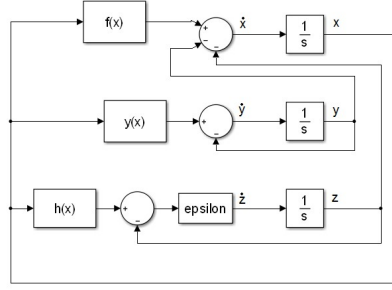 f(x) + − − ẋ 1/s x
y(x) + − ẏ 1/s y
h(x) + − epsilon ż 1/s z